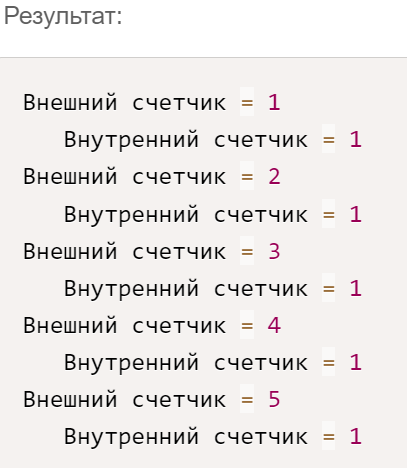 Результат:
Внешний счетчик = 1
Внутренний счетчик = 1
Внешний счетчик = 2
Внутренний счетчик = 1
Внешний счетчик = 3
Внутренний счетчик = 1
Внешний счетчик = 4
Внутренний счетчик = 1
Внешний счетчик = 5
Внутренний счетчик = 1